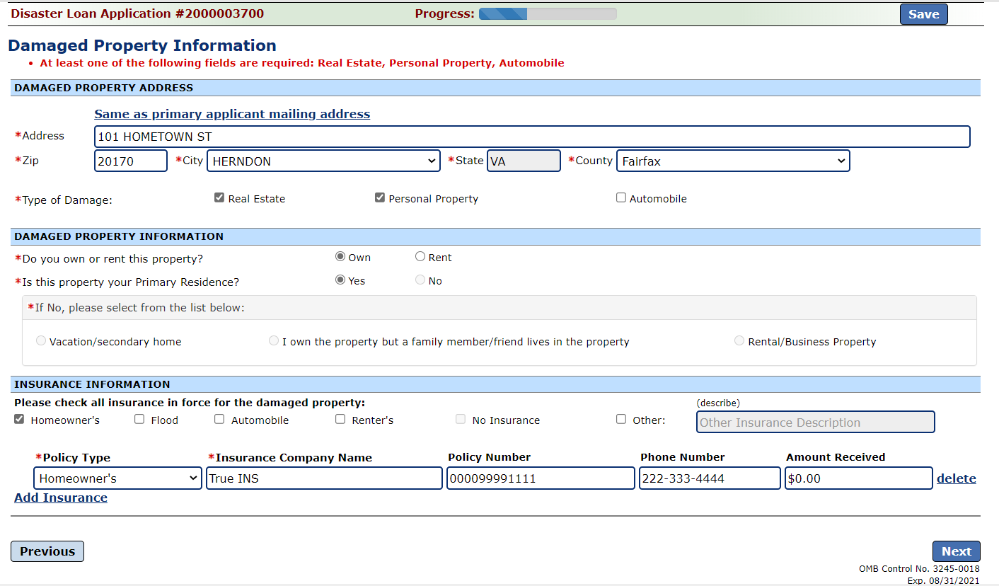 Disaster Loan Application #2000003700 Progress: Save
Damaged Property Information
• At least one of the following fields are required: Real Estate, Personal Property, Automobile
DAMAGED PROPERTY ADDRESS
Same as primary applicant mailing address
*Address 101 HOMETOWN ST
*Zip 20170 *City HERNDON *State VA *County Fairfax
*Type of Damage: Real Estate Personal Property Automobile
DAMAGED PROPERTY INFORMATION
*Do you own or rent this property? Own Rent
*Is this property your Primary Residence? Yes No
*If No, please select from the list below:
Vacation/secondary home I own the property but a family member/friend lives in the property Rental/Business Property
INSURANCE INFORMATION
Please check all insurance in force for the damaged property: (describe)
Homeowner's Flood Automobile Renter's No Insurance Other: Other Insurance Description
*Policy Type *Insurance Company Name Policy Number Phone Number Amount Received
Homeowner's True INS 000099991111 222-333-4444 $0.00 delete
Add Insurance
Previous Next
OMB Control No. 3245-0018
Exp. 08/31/2021